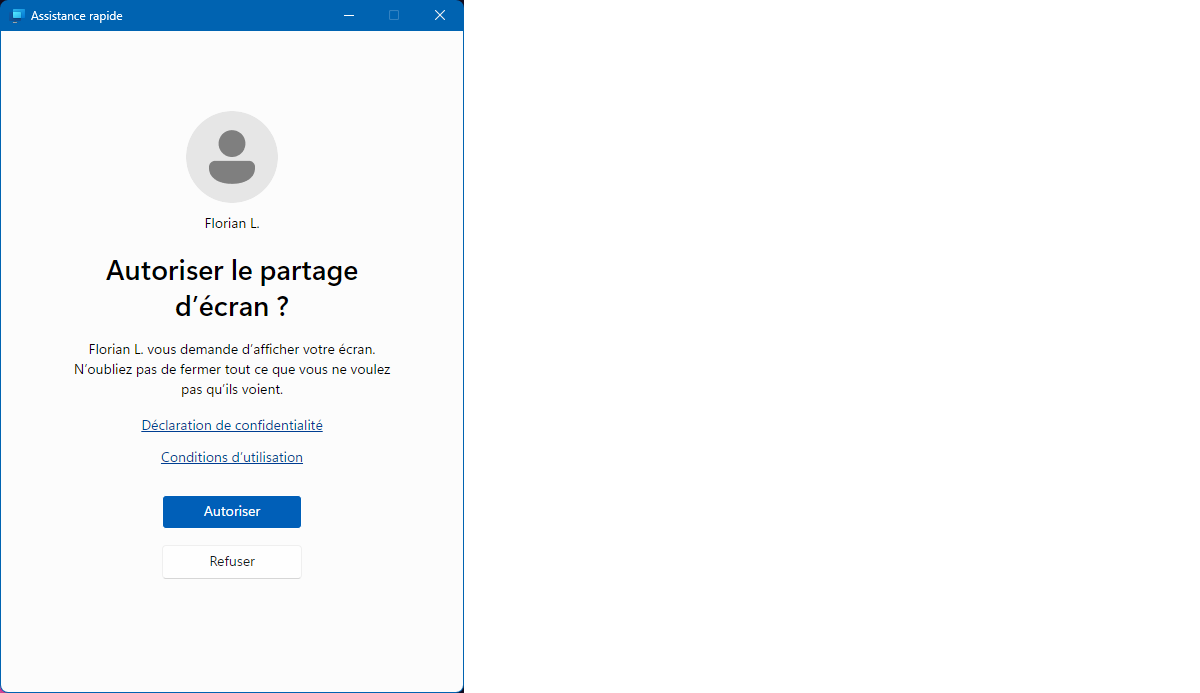 Assistance rapide
Florian L.
Autoriser le partage
d’écran ?
Florian L. vous demande d’afficher votre écran.
N’oubliez pas de fermer tout ce que vous ne voulez
pas qu’ils voient.
Déclaration de confidentialité
Conditions d’utilisation
Autoriser
Refuser